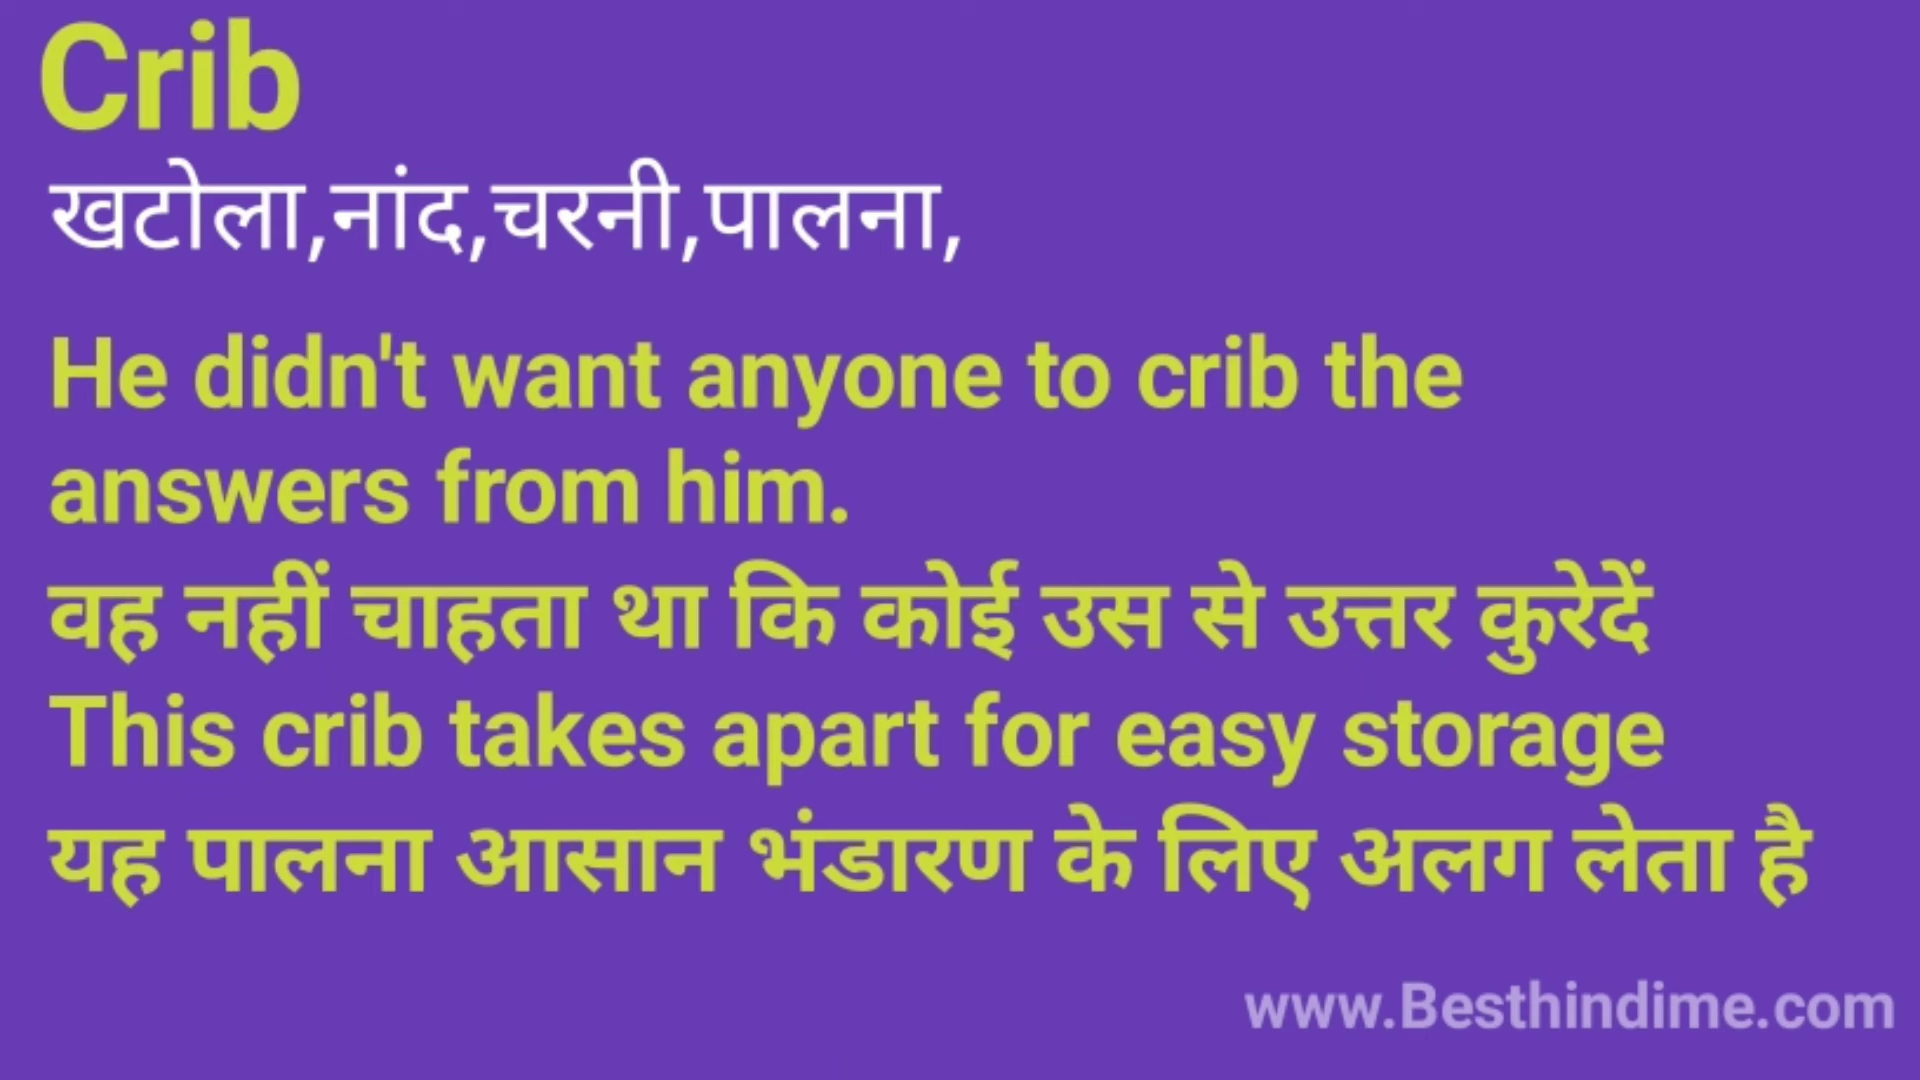 Crib
खटोला,नांद,चरनी,पालना,
He didn't want anyone to crib the
answers from him.
वह नहीं चाहता था कि कोई उस से उत्तर कुरेदें
This crib takes apart for easy storage
यह पालना आसान भंडारण के लिए अलग लेता है
www.Besthindime.com